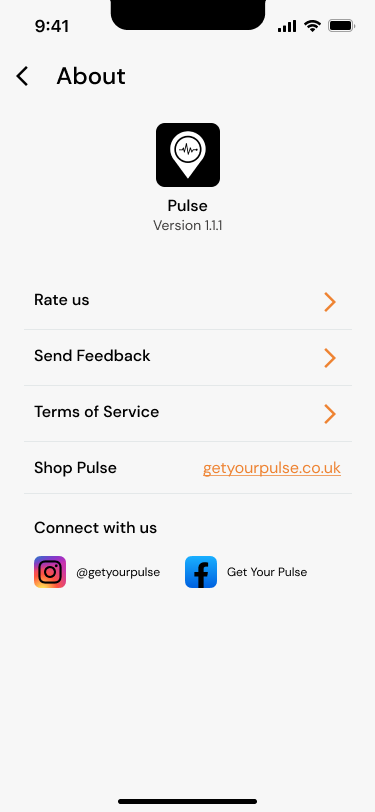 9:41
About
Pulse
Version 1.1.1
Rate us
Send Feedback
Terms of Service
Shop Pulse getyourpulse.co.uk
Connect with us
@getyourpulse Get Your Pulse